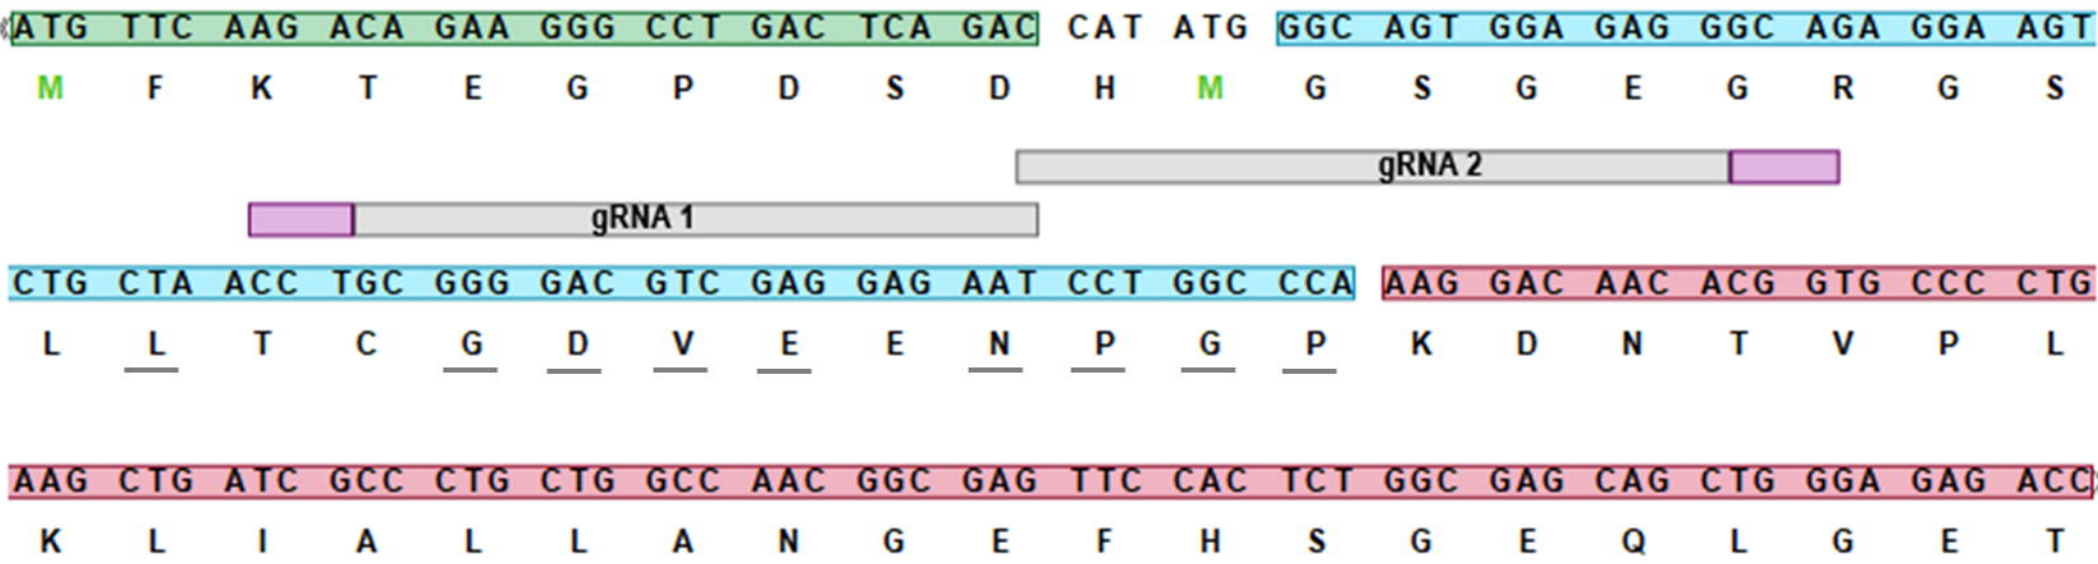 ATG TTC AAG ACA GAA GGG CCT GAC TCA GAC CAT ATG GGC AGT GGA GAG GGC AGA GGA AGT
M F K T E G P D S D H M G S G E G R G S
gRNA 2
gRNA 1
CTG CTA ACC TGC GGG GAC GTC GAG GAG AAT CCT GGC CCA AAG GAC AAC ACG GTG CCC CTG
L L T C G D V E E N P G P K D N T V P L
AAG CTG ATC GCC CTG CTG GCC AAC GGC GAG TTC CAC TCT GGC GAG CAG CTG GGA GAG ACC
K L I A L L A N G E F H S G E Q L G E T